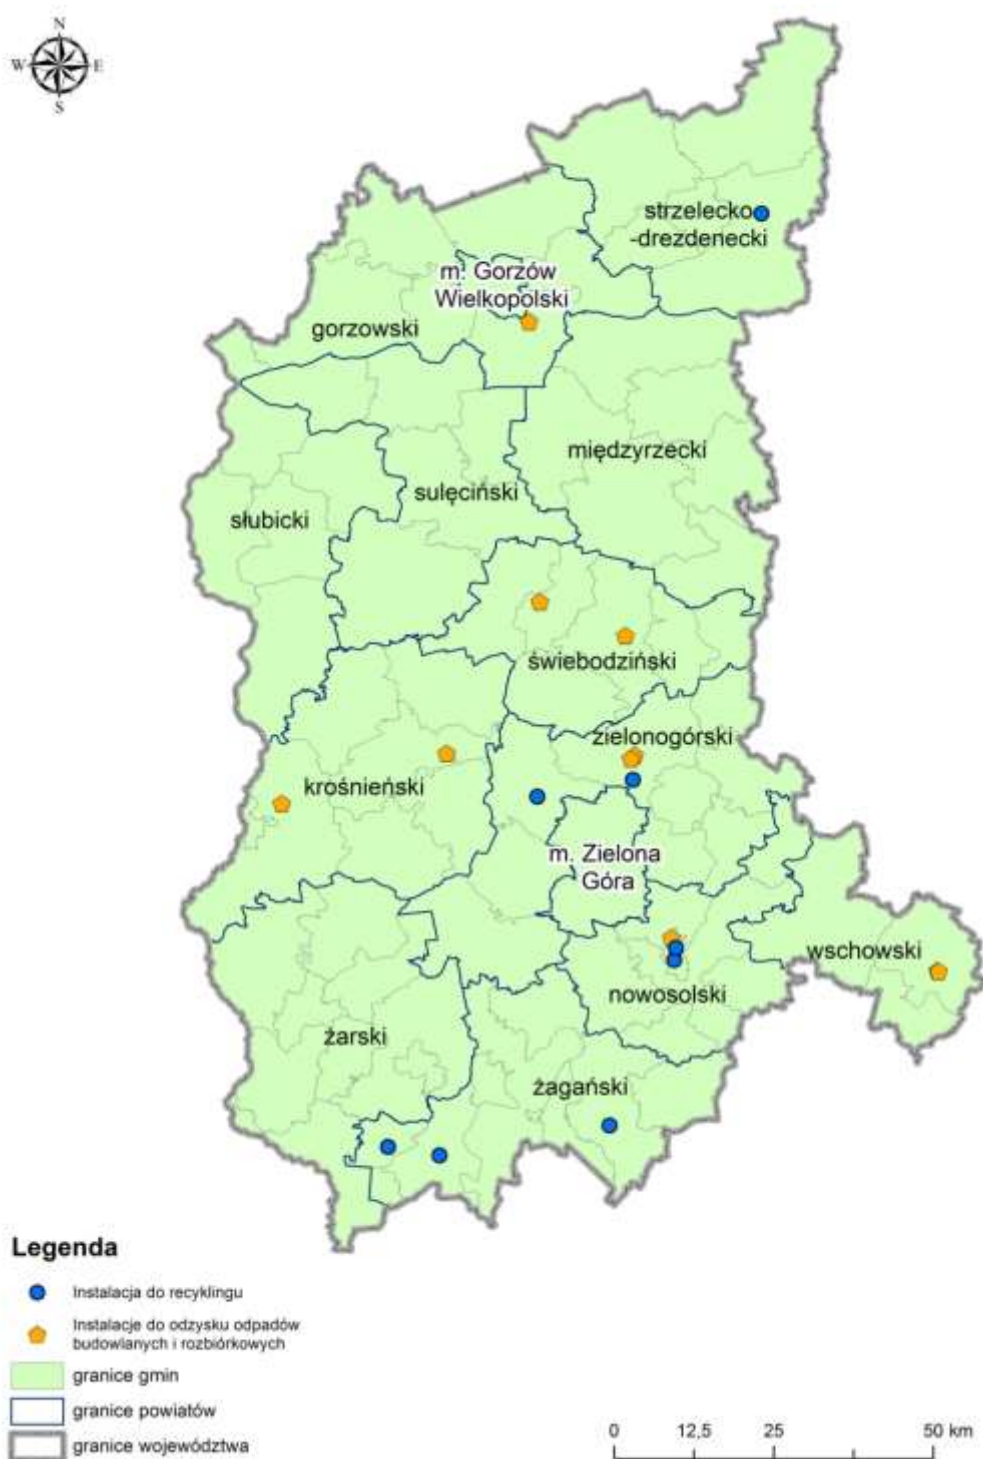 N
W E
S
strzelecko
-drezdenecki
m. Gorzów
Wielkopolski
gorzowski
międzyrzecki
sulęciński
słubicki
świebodziński
zielonogórski
krośnieński
m. Zielona
Góra
wschowski
nowosolski
żarski
żagański
Legenda
Instalacja do recyklingu
Instalacje do odzysku odpadów
budowlanych i rozbiórkowych
granice gmin
granice powiatów
granice województwa
0 12,5 25 50 km